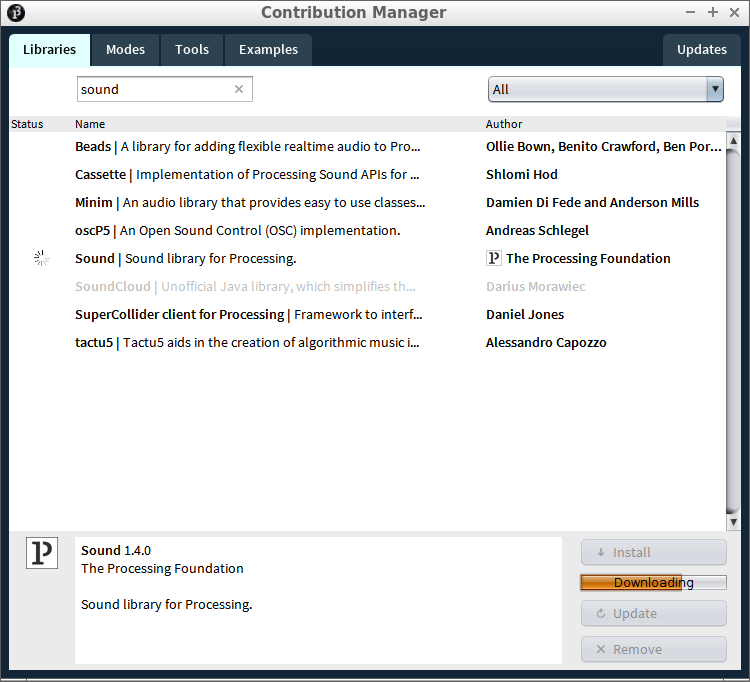 Contribution Manager
Libraries Modes Tools Examples Updates
sound All
Status Name Author
Beads | A library for adding flexible realtime audio to Pro... Ollie Bown, Benito Crawford, Ben Por...
Cassette | Implementation of Processing Sound APIs for ... Shlomi Hod
Minim | An audio library that provides easy to use classes... Damien Di Fede and Anderson Mills
oscP5 | An Open Sound Control (OSC) implementation. Andreas Schlegel
Sound | Sound library for Processing. The Processing Foundation
SoundCloud | Unofficial Java library, which simplifies th... Darius Morawiec
SuperCollider client for Processing | Framework to interf... Daniel Jones
tactu5 | Tactu5 aids in the creation of algorithmic music i... Alessandro Capozzo
Sound 1.4.0
The Processing Foundation
Sound library for Processing.
Install
Downloading
Update
Remove